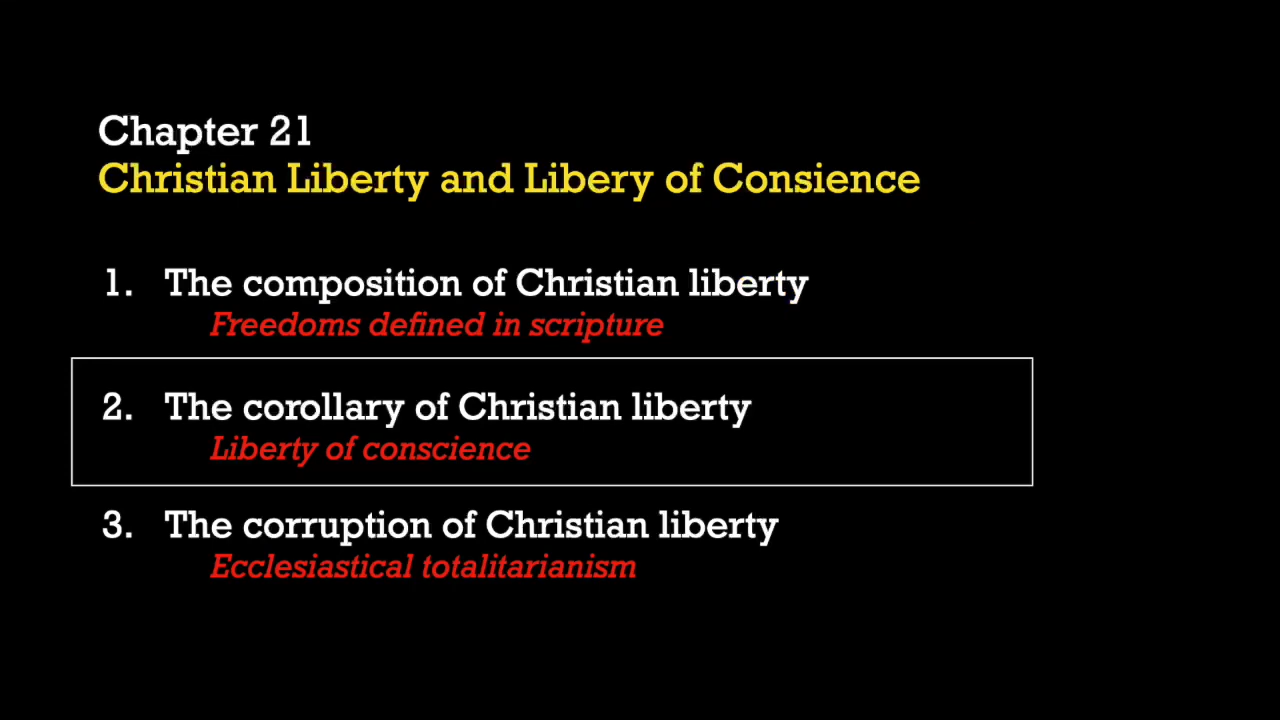 Chapter 21
Christian Liberty and Libery of Consience
1. The composition of Christian liberty
Freedoms defined in scripture
2. The corollary of Christian liberty
Liberty of conscience
3. The corruption of Christian liberty
Ecclesiastical totalitarianism